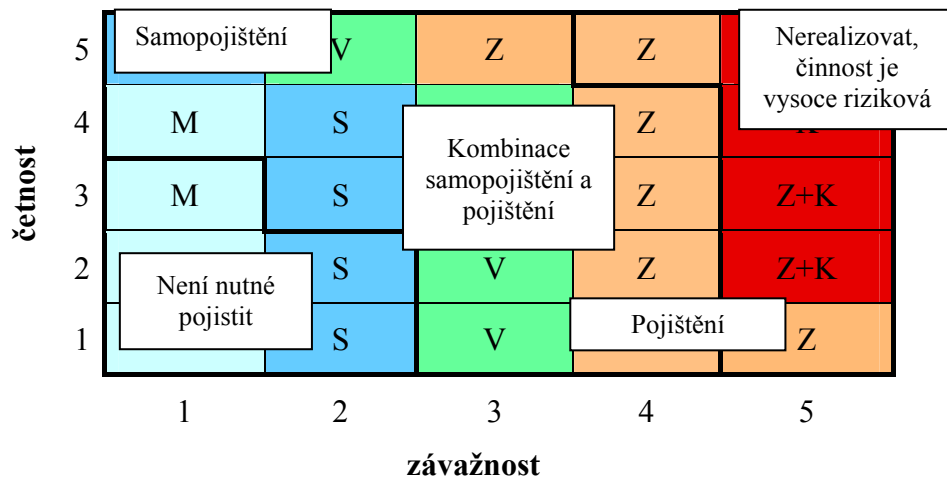 Samopojištění
Nerealizovat,
činnost je
vysoce riziková
5 V Z Z
4 M S Z
Kombinace
samopojištění a
pojištění
3 M S Z Z+K
2 S V Z Z+K
Není nutné
pojistit
Pojištění
1 S V Z
četnost
1 2 3 4 5
závažnost